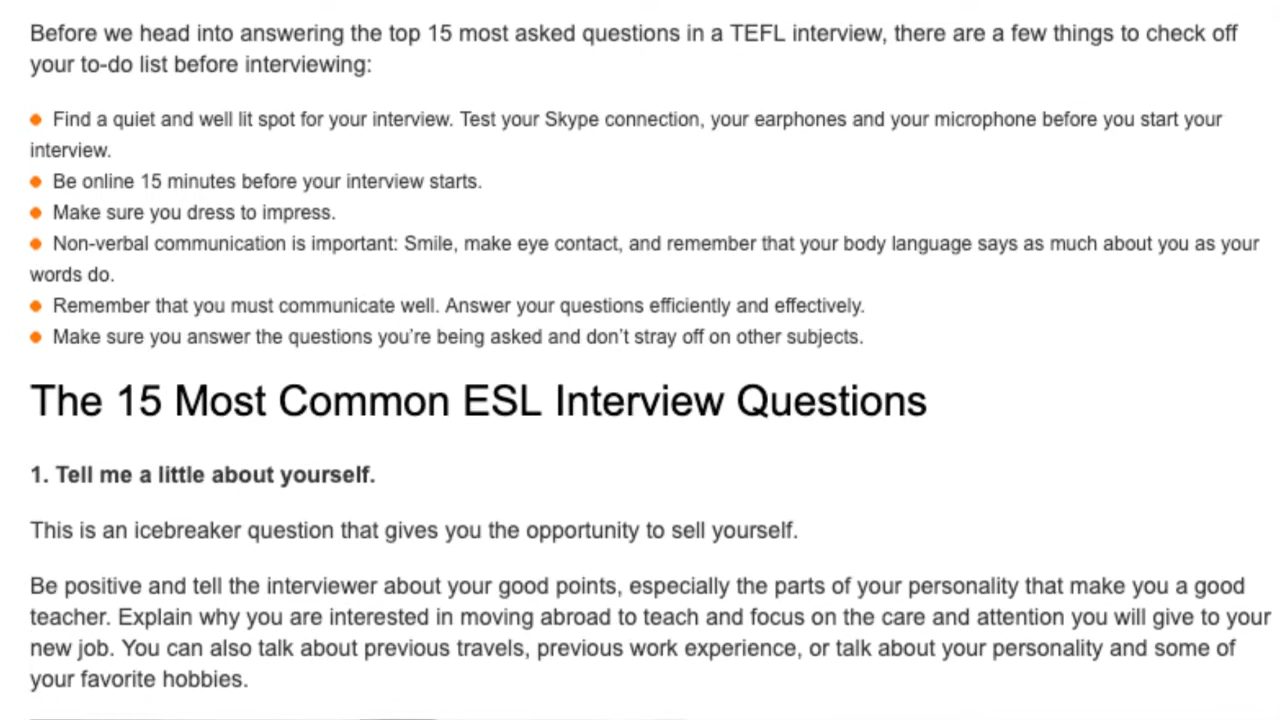 Before we head into answering the top 15 most asked questions in a TEFL interview, there are a few things to check off
your to-do list before interviewing:
● Find a quiet and well lit spot for your interview. Test your Skype connection, your earphones and your microphone before you start your
interview.
● Be online 15 minutes before your interview starts.
● Make sure you dress to impress.
● Non-verbal communication is important: Smile, make eye contact, and remember that your body language says as much about you as your
words do.
● Remember that you must communicate well. Answer your questions efficiently and effectively.
● Make sure you answer the questions you’re being asked and don’t stray off on other subjects.
The 15 Most Common ESL Interview Questions
1. Tell me a little about yourself.
This is an icebreaker question that gives you the opportunity to sell yourself.
Be positive and tell the interviewer about your good points, especially the parts of your personality that make you a good
teacher. Explain why you are interested in moving abroad to teach and focus on the care and attention you will give to your
new job. You can also talk about previous travels, previous work experience, or talk about your personality and some of
your favorite hobbies.